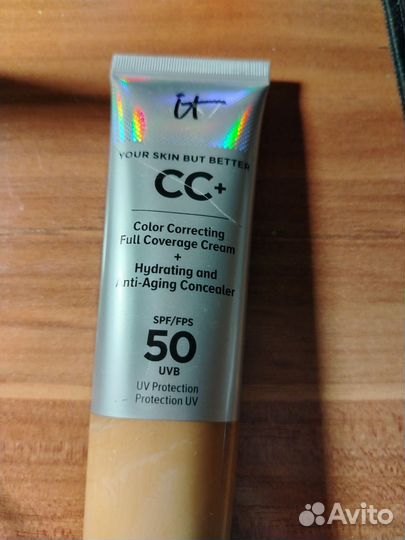 it
YOUR SKIN BUT BETTER
CC+
Color Correcting
Full Coverage Cream
+
Hydrating and
Anti-Aging Concealer
SPF/FPS
50
UVB
UV Protection
Protection UV
Avito